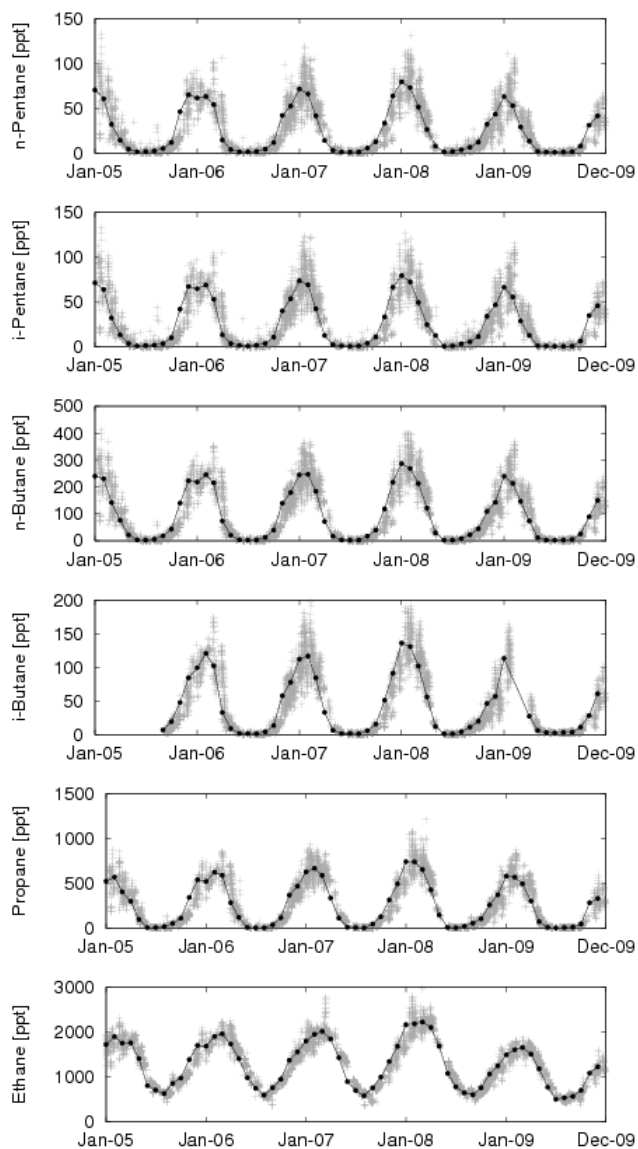 n-Pentane [ppt]
150
100
50
0
Jan-05 Jan-06 Jan-07 Jan-08 Jan-09 Dec-09
i-Pentane [ppt]
150
100
50
0
Jan-05 Jan-06 Jan-07 Jan-08 Jan-09 Dec-09
n-Butane [ppt]
500
400
300
200
100
0
Jan-05 Jan-06 Jan-07 Jan-08 Jan-09 Dec-09
i-Butane [ppt]
200
150
100
50
0
Jan-05 Jan-06 Jan-07 Jan-08 Jan-09 Dec-09
Propane [ppt]
1500
1000
500
0
Jan-05 Jan-06 Jan-07 Jan-08 Jan-09 Dec-09
Ethane [ppt]
3000
2000
1000
0
Jan-05 Jan-06 Jan-07 Jan-08 Jan-09 Dec-09